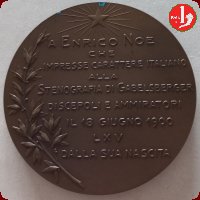 A ENRICO NOE
CHE
IMPRESSE CARATTERE ITALIANO
ALLA
STENOGRAFIA DI GABELSBERGER
DISCEPOLI E AMMIRATORI
IL 13 GIUGNO 1900
LXV
DALLA SUA NASCITA